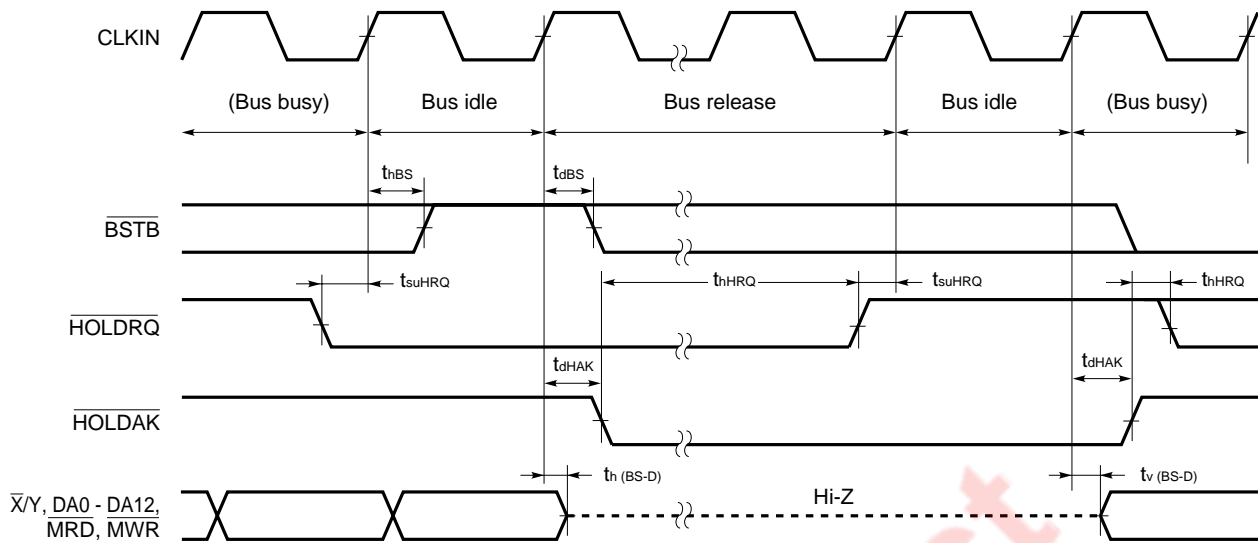 CLKIN
(Bus busy) Bus idle Bus release Bus idle (Bus busy)
thBS tdBS
BSTB
tsuHRQ thHRQ tsuHRQ thHRQ
HOLDRQ
tdHAK tdHAK
HOLDAK
th (BS-D) tv (BS-D)
X/Y, DA0 - DA12,
MRD, MWR
Hi-Z